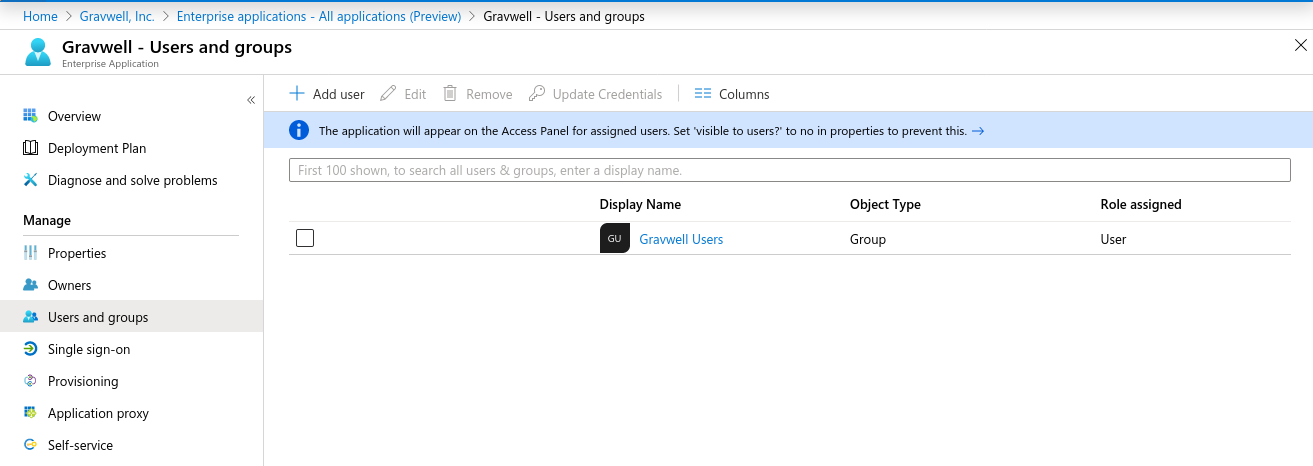 Home > Gravwell, Inc. > Enterprise applications - All applications (Preview) > Gravwell - Users and groups
Gravwell - Users and groups
Enterprise Application
Overview
Deployment Plan
Diagnose and solve problems
Manage
Properties
Owners
Users and groups
Single sign-on
Provisioning
Application proxy
Self-service
Add user Edit Remove Update Credentials Columns
The application will appear on the Access Panel for assigned users. Set 'visible to users?' to no in properties to prevent this. →
First 100 shown, to search all users & groups, enter a display name.
Display Name Object Type Role assigned
GU Gravwell Users Group User